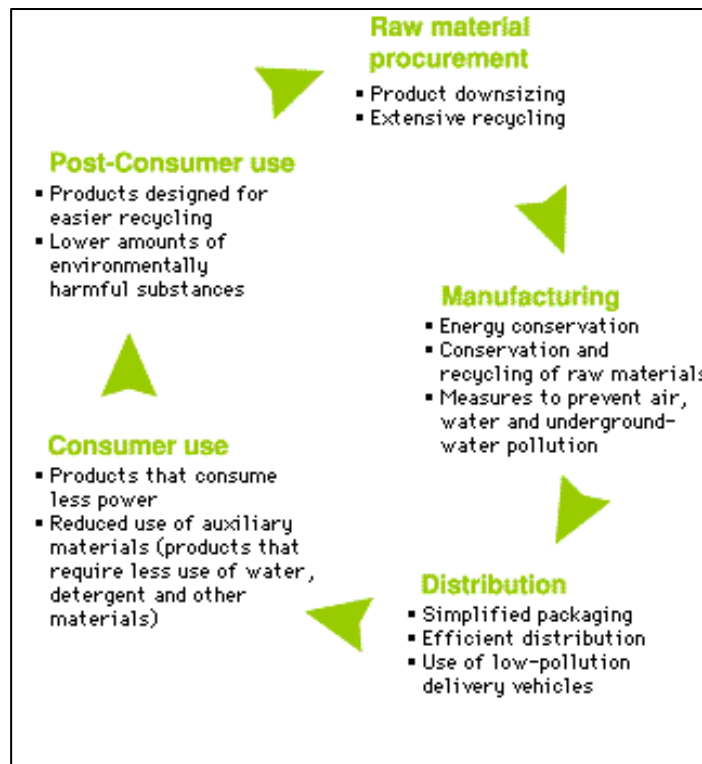 Raw material
procurement
▪ Product downsizing
▪ Extensive recycling
Manufacturing
▪ Energy conservation
▪ Conservation and
recycling of raw materials
▪ Measures to prevent air,
water and underground-
water pollution
Distribution
▪ Simplified packaging
▪ Efficient distribution
▪ Use of low-pollution
delivery vehicles
Consumer use
▪ Products that consume
less power
▪ Reduced use of auxiliary
materials (products that
require less use of water,
detergent and other
materials)
Post-Consumer use
▪ Products designed for
easier recycling
▪ Lower amounts of
environmentally
harmful substances